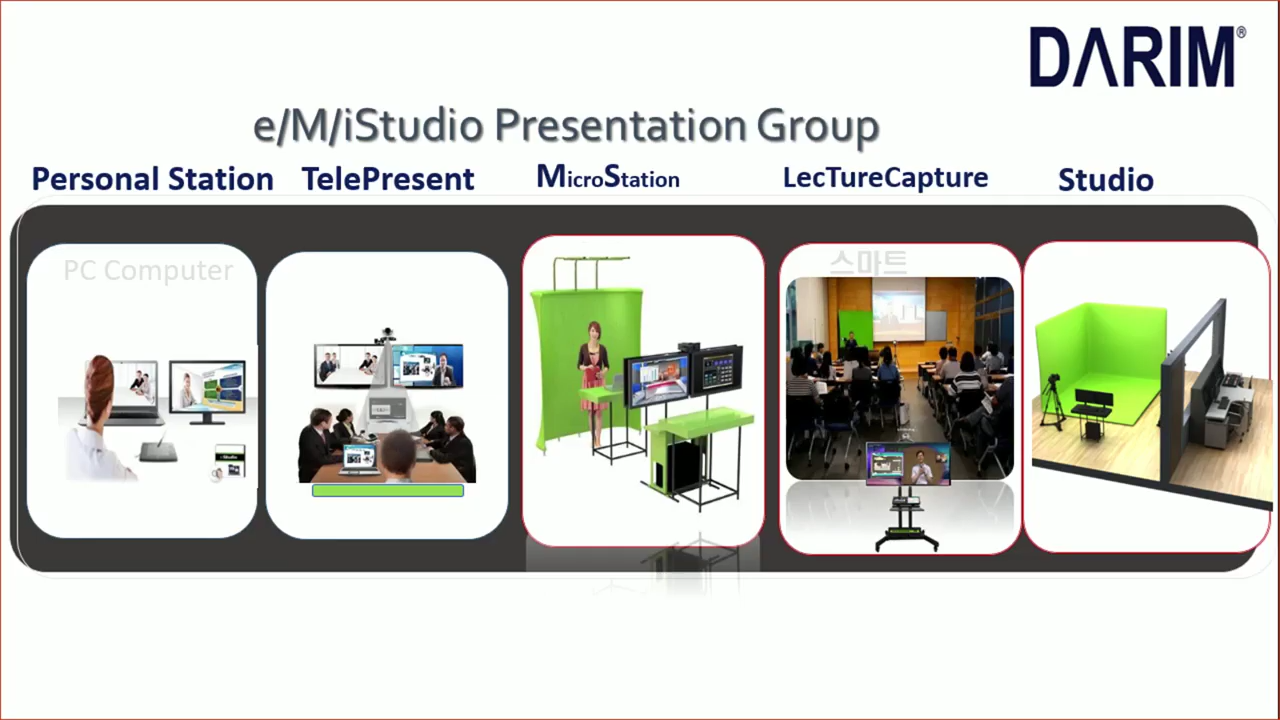 DARIM®
e/M/iStudio Presentation Group
Personal Station
TelePresent
MicroStation
LecTureCapture
Studio
PC Computer
스마트